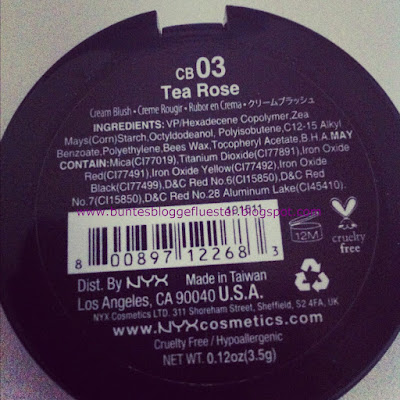 CB 03
Tea Rose
Cream Blush • Creme Rougir • Rubor en Crema • クリームブラッシュ
INGREDIENTS: VP/Hexadecene Copolymer,Zea
Mays(Corn)Starch,Octyldodeanol, Polyisobutene,C12-15 Alkyl
Benzoate,Polyethylene,Bees Wax,Tocopheryl Acetate,B.H.A.MAY
CONTAIN:Mica(CI77019),Titanium Dioxide(CI77891),Iron Oxide
Red(CI77491),Iron Oxide Yellow(CI77492),Iron Oxide
Black(CI77499),D&C Red No.6(CI15850),D&C Red
No.7(CI15850),D&C Red No.28 Aluminum Lake(CI45410).
www.buntesbloggefluester.blogspot.com
8 00897 12268 3
12M
cruelty
free
Dist. By NYX Made in Taiwan
Los Angeles, CA 90040 U.S.A.
NYX Cosmetics LTD. 311 Shoreham Street, Sheffield, S2 4FA, UK
www.NYXcosmetics.com
Cruelty Free / Hypoallergenic
NET WT. 0.12oz(3.5g)